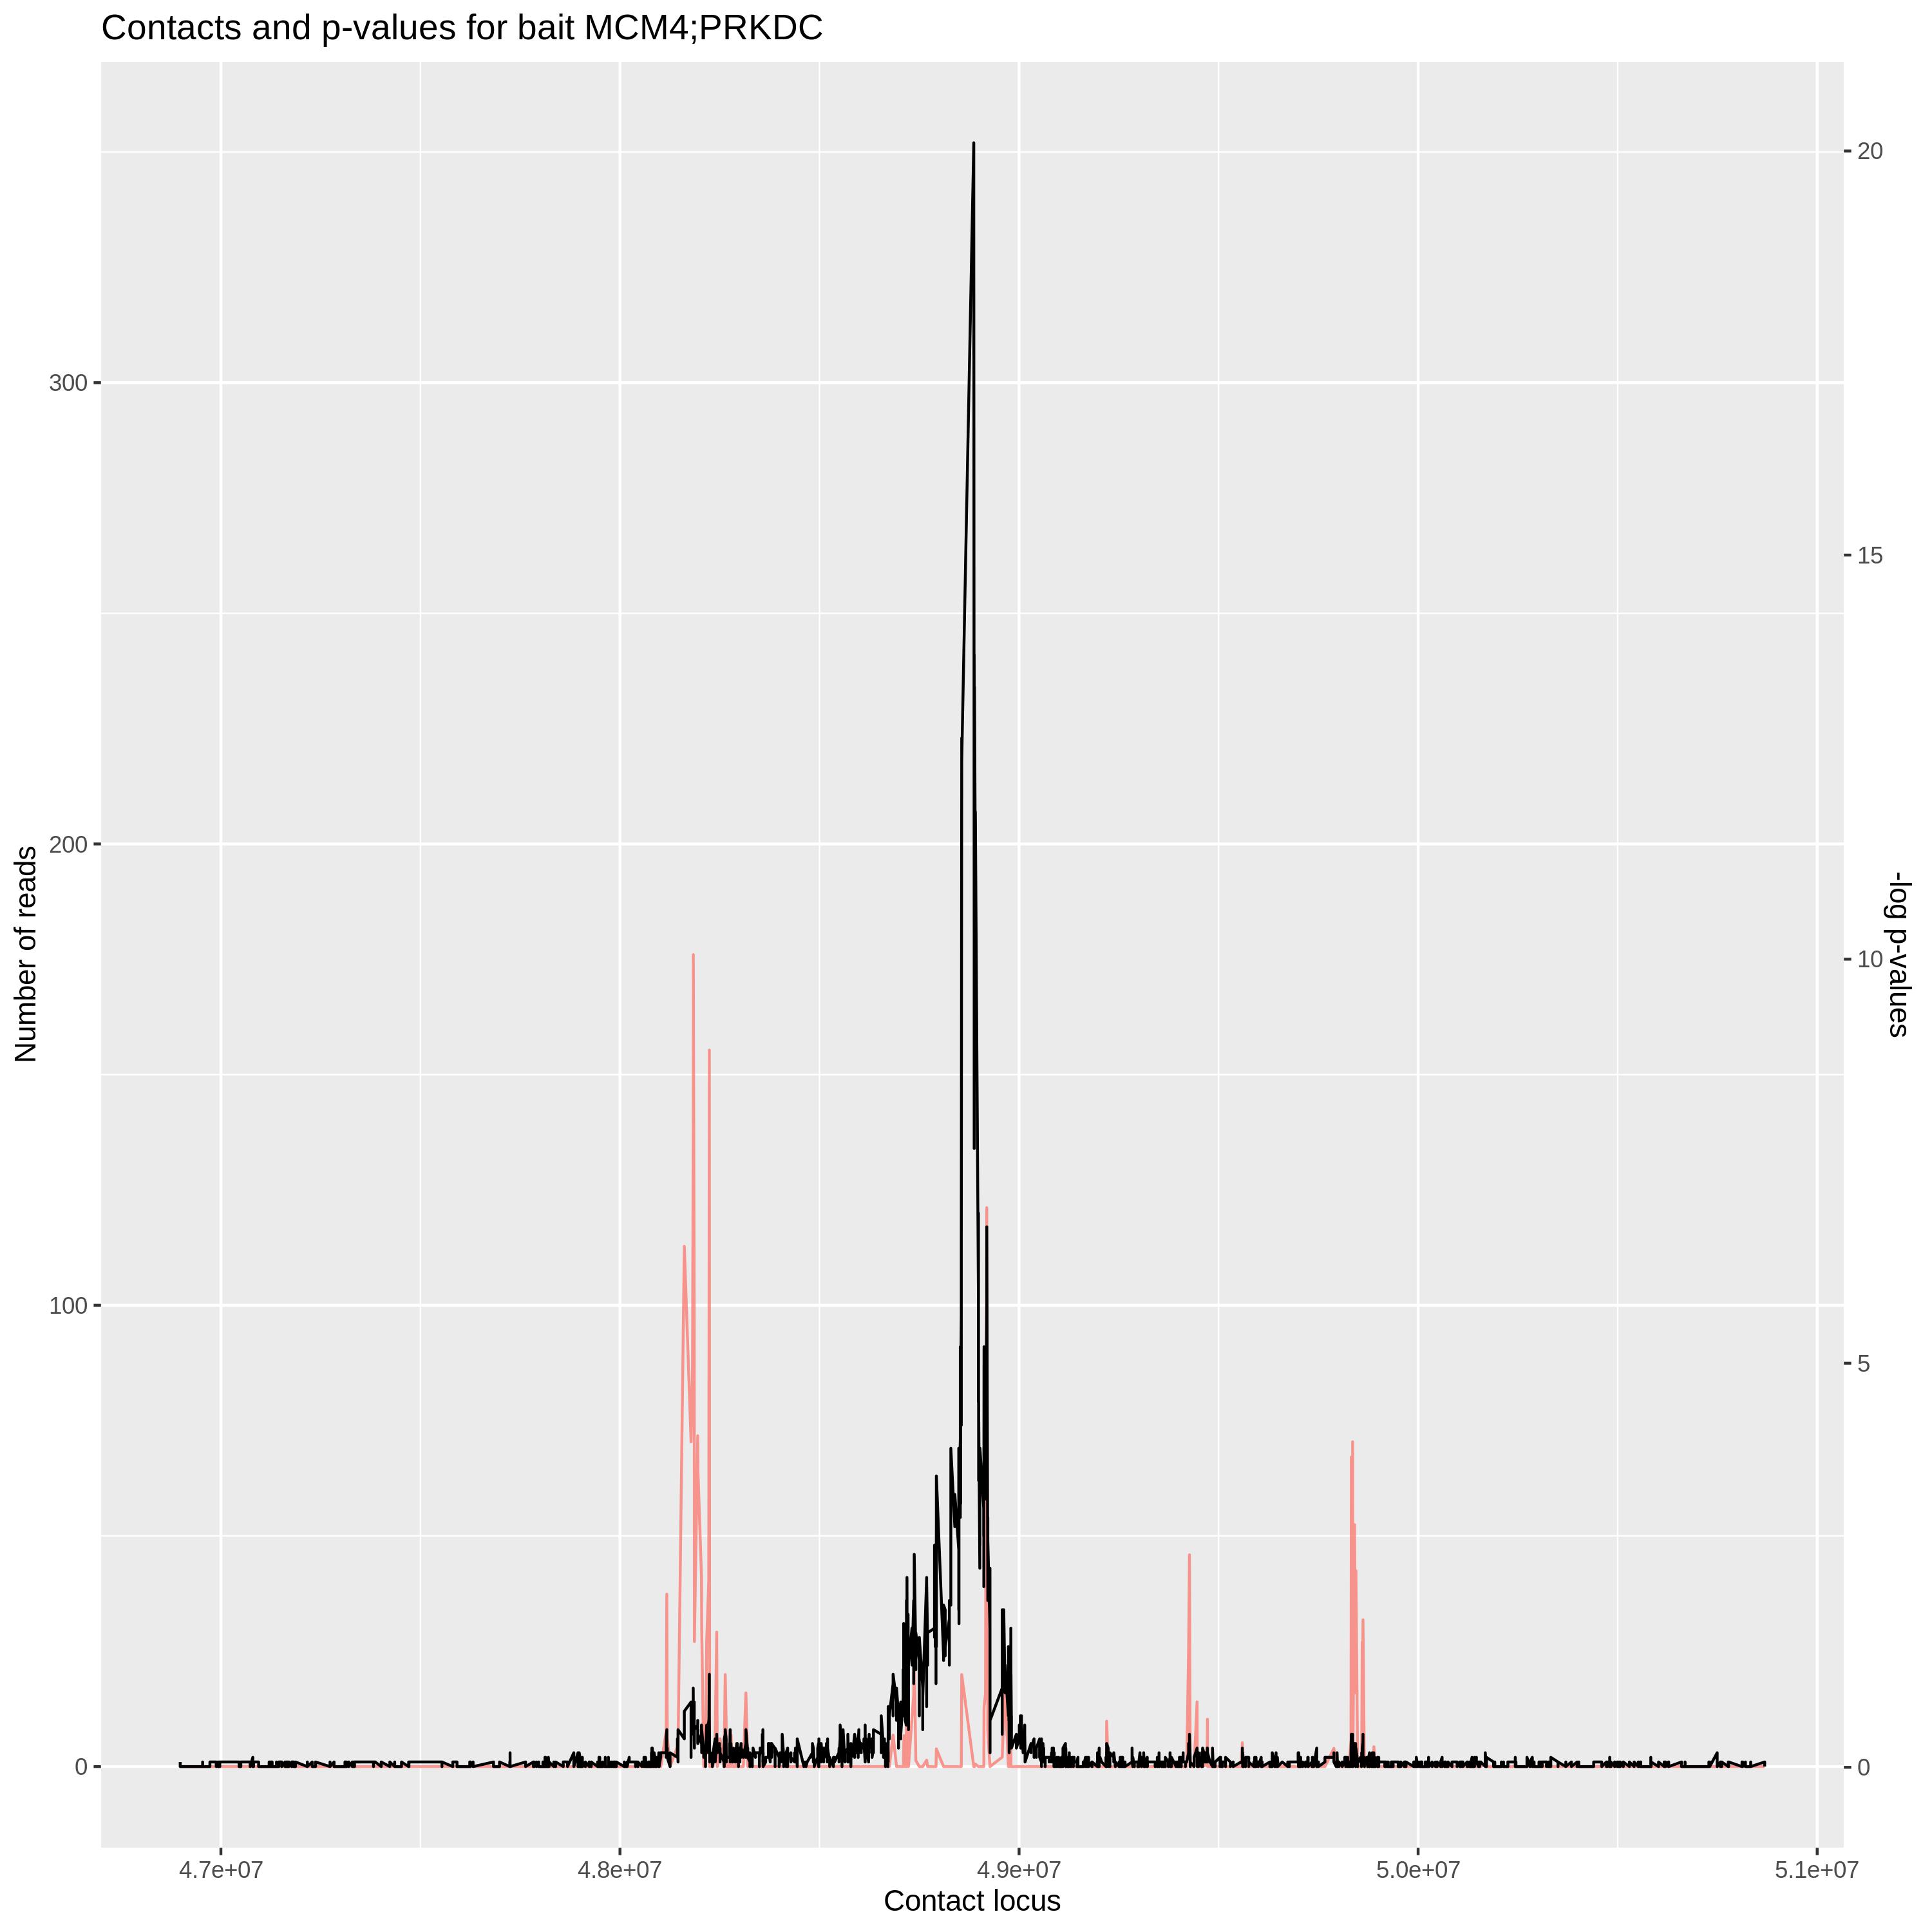 Contacts and p-values for bait MCM4;PRKDC
300
200
100
0
Number of reads
20
15
10
5
0
-log p-values
4.7e+07
4.8e+07
4.9e+07
5.0e+07
5.1e+07
Contact locus